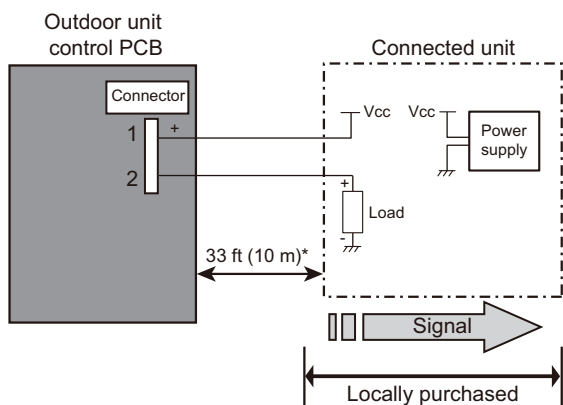 Outdoor unit
control PCB
Connected unit
Connector
1
+
2
Vcc
Vcc
Power
supply
+
Load
-
33 ft (10 m)*
Signal
Locally purchased